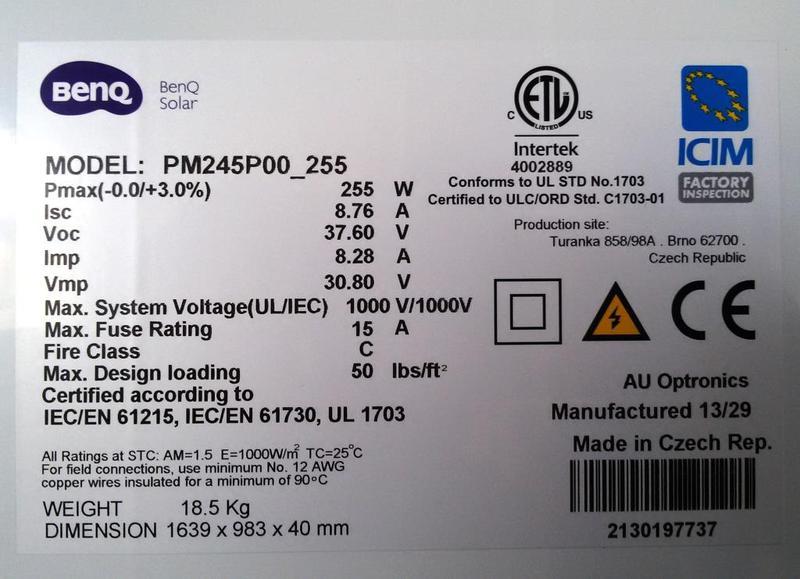 BenQ
BenQ
Solar
C ETL US
LISTED
Intertek
4002889
Conforms to UL STD No.1703
Certified to ULC/ORD Std. C1703-01
ICIM
FACTORY
INSPECTION
MODEL: PM245P00_255
Pmax(-0.0/+3.0%) 255 W
Isc 8.76 A
Voc 37.60 V
Imp 8.28 A
Vmp 30.80 V
Max. System Voltage(UL/IEC) 1000 V/1000V
Max. Fuse Rating 15 A
Fire Class C
Max. Design loading 50 lbs/ft²
Certified according to
IEC/EN 61215, IEC/EN 61730, UL 1703
Production site:
Turanka 858/98A . Brno 62700 .
Czech Republic
CE
AU Optronics
Manufactured 13/29
Made in Czech Rep.
2130197737
All Ratings at STC: AM=1.5 E=1000W/m² TC=25°C
For field connections, use minimum No. 12 AWG
copper wires insulated for a minimum of 90°C
WEIGHT 18.5 Kg
DIMENSION 1639 x 983 x 40 mm